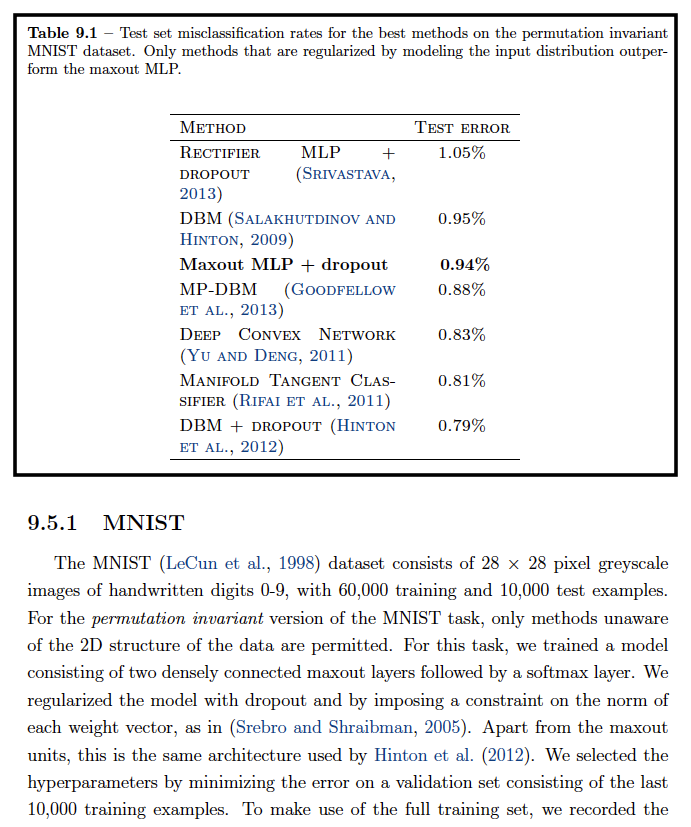 Table 9.1 – Test set misclassification rates for the best methods on the permutation invariant
MNIST dataset. Only methods that are regularized by modeling the input distribution outper-
form the maxout MLP.
METHOD TEST ERROR
RECTIFIER MLP + 1.05%
DROPOUT (SRIVASTAVA,
2013)
DBM (SALAKHUTDINOV AND 0.95%
HINTON, 2009)
Maxout MLP + dropout 0.94%
MP-DBM (GOODFELLOW 0.88%
ET AL., 2013)
DEEP CONVEX NETWORK 0.83%
(YU AND DENG, 2011)
MANIFOLD TANGENT CLAS- 0.81%
SIFIER (RIFAI ET AL., 2011)
DBM + DROPOUT (HINTON 0.79%
ET AL., 2012)
9.5.1 MNIST
The MNIST (LeCun et al., 1998) dataset consists of 28 × 28 pixel greyscale
images of handwritten digits 0-9, with 60,000 training and 10,000 test examples.
For the permutation invariant version of the MNIST task, only methods unaware
of the 2D structure of the data are permitted. For this task, we trained a model
consisting of two densely connected maxout layers followed by a softmax layer. We
regularized the model with dropout and by imposing a constraint on the norm of
each weight vector, as in (Srebro and Shraibman, 2005). Apart from the maxout
units, this is the same architecture used by Hinton et al. (2012). We selected the
hyperparameters by minimizing the error on a validation set consisting of the last
10,000 training examples. To make use of the full training set, we recorded the